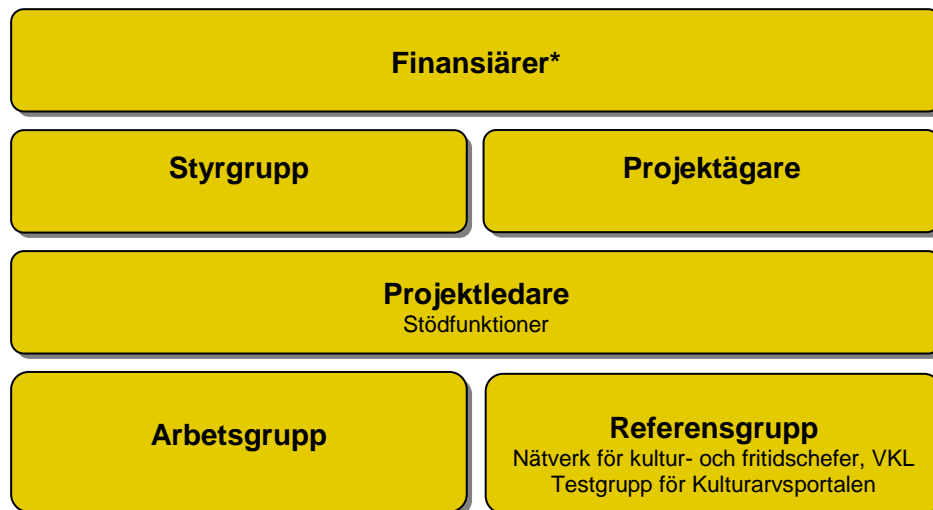 Finansiärer*
Styrgrupp
Projektägare
Projektledare
Stödfunktioner
Arbetsgrupp
Referensgrupp
Nätverk för kultur- och fritidschefer, VKL
Testgrupp för Kulturarvsportalen